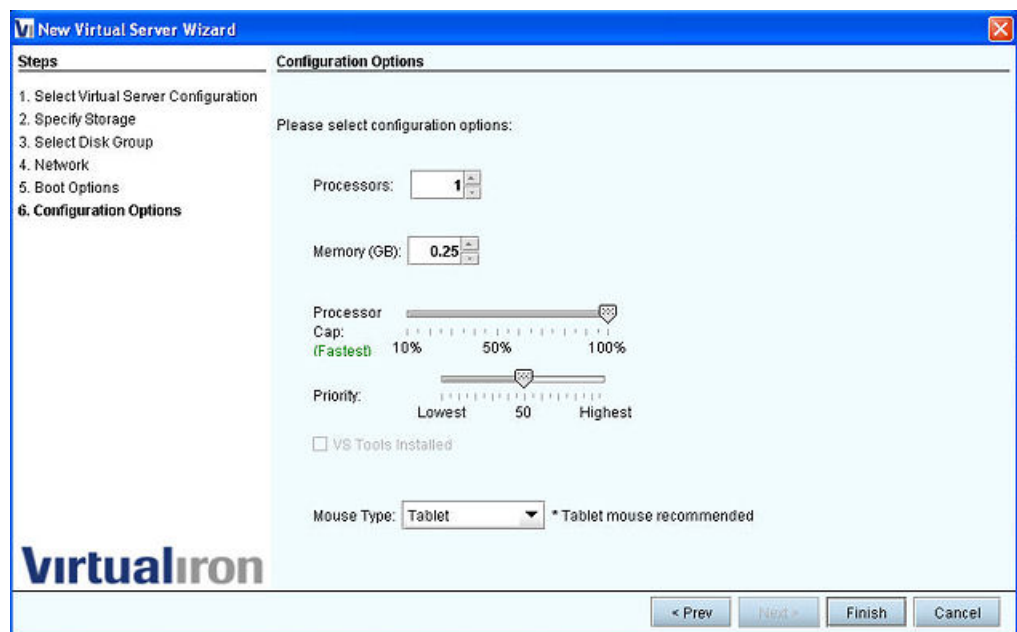 VI New Virtual Server Wizard
Steps
1. Select Virtual Server Configuration
2. Specify Storage
3. Select Disk Group
4. Network
5. Boot Options
6. Configuration Options
Configuration Options
Please select configuration options:
Processors: 1
Memory (GB): 0.25
Processor
Cap:
(Fastest)
10% 50% 100%
Priority:
Lowest 50 Highest
VS Tools Installed
Mouse Type: Tablet * Tablet mouse recommended
Virtualiron
< Prev Next > Finish Cancel